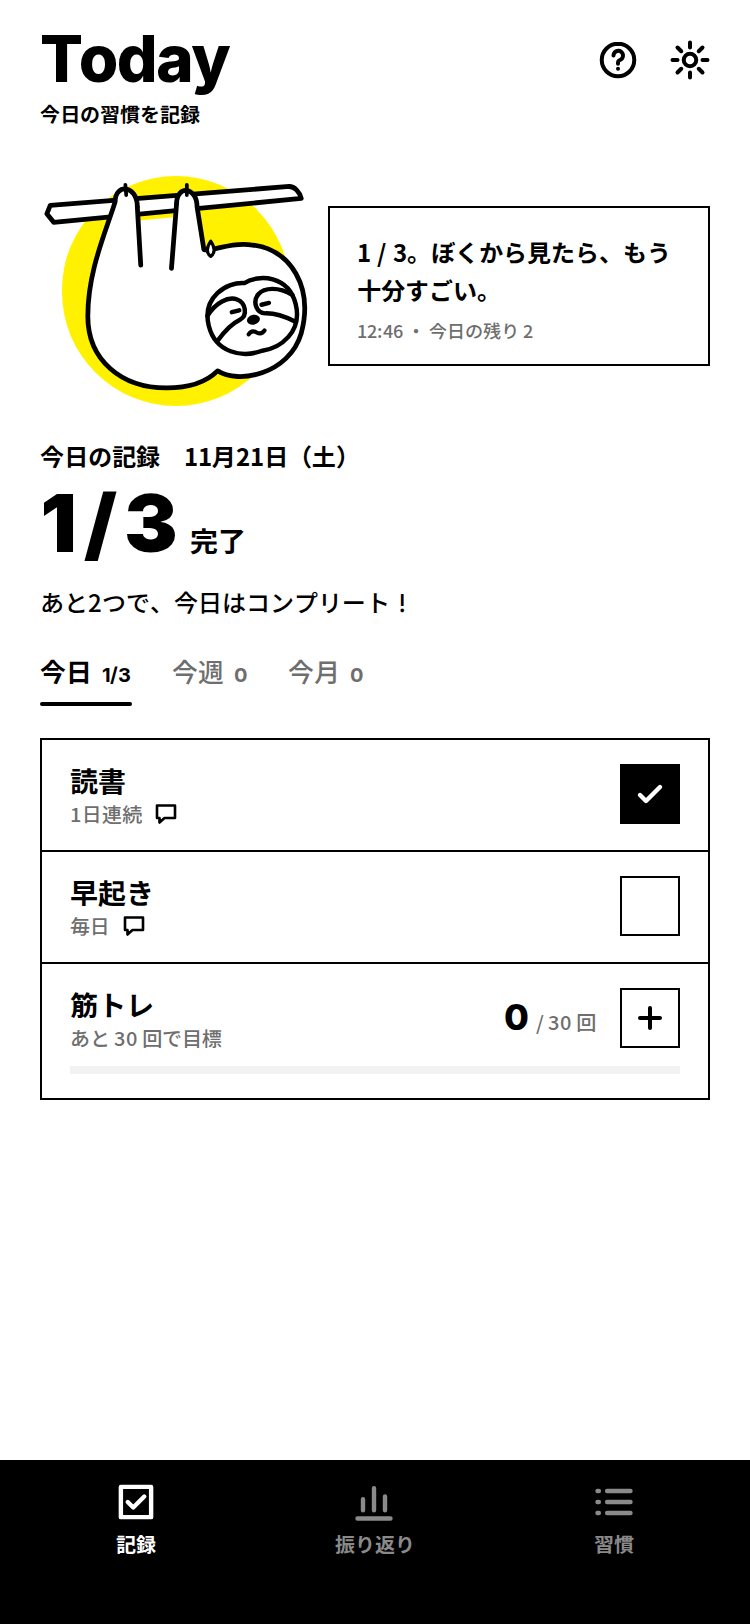 Today
今日の習慣を記録
1 / 3。ぼくから見たら、もう
十分すごい。
12:46 ・ 今日の残り 2
今日の記録　11月21日（土）
1/3 完了
あと2つで、今日はコンプリート！
今日 1/3 今週 0 今月 0
読書
1日連続
早起き
毎日
筋トレ
0 / 30 回
あと 30 回で目標
記録 振り返り 習慣